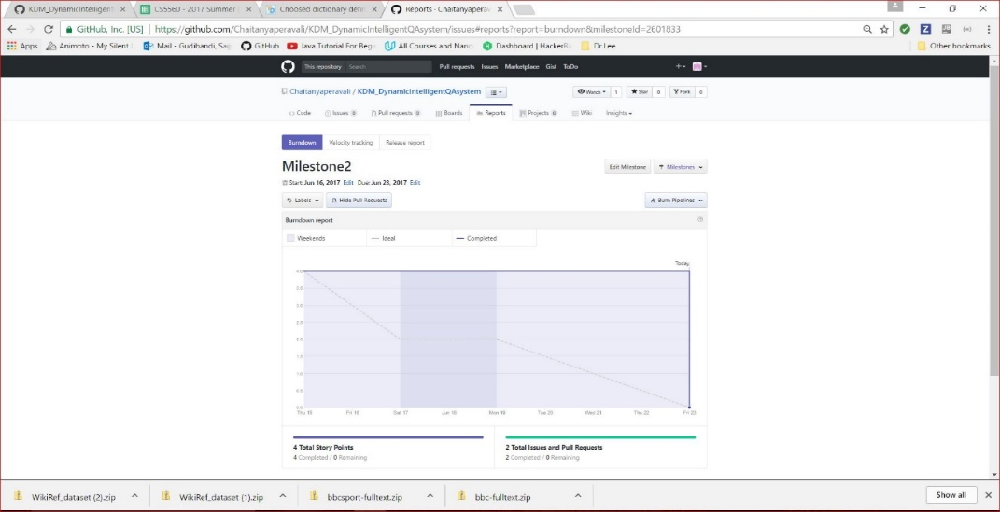 KDM_DynamicIntelligent × CS5560 - 2017 Summer × Choosed dictionary defin × Reports · Chaitanyaperav ×
GitHub, Inc. [US] | https://github.com/Chaitanyaperavali/KDM_DynamicIntelligentQAsystem/issues#reports?report=burndown&milestoneId=2601833
Apps Animoto - My Silent Mail - Gudibandi, Sai GitHub Java Tutorial For Beg All Courses and Nano Dashboard | HackerR Dr.Lee Other bookmarks
This repository Search Pull requests Issues Marketplace Gist ToDo
Chaitanyaperavali / KDM_DynamicIntelligentQAsystem Watch 1 Star 0 Fork 0
Code Issues 0 Pull requests 0 Boards Reports Projects 0 Wiki Insights
Burndown Velocity tracking Release report
Milestone2 Edit Milestone Milestones
Start: Jun 16, 2017 Edit Due: Jun 23, 2017 Edit
Labels Hide Pull Requests Burn Pipelines
Burndown report
Weekends Ideal Completed
Today
4.0
3.5
3.0
2.5
2.0
1.5
1.0
0.5
0.0
Thu 15 Fri 16 Sat 17 Jun 18 Mon 19 Tue 20 Wed 21 Thu 22 Fri 23
4 Total Story Points 2 Total Issues and Pull Requests
4 Completed / 0 Remaining 2 Completed / 0 Remaining
WikiRef_dataset (2).zip WikiRef_dataset (1).zip bbcsport-fulltext.zip bbc-fulltext.zip Show all